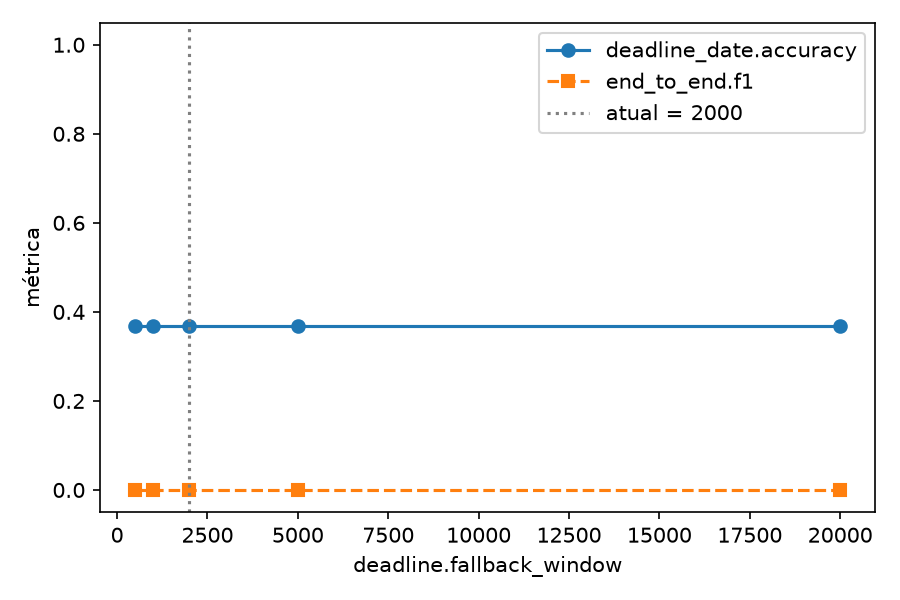 deadline_date.accuracy
end_to_end.f1
atual = 2000
1.0
0.8
0.6
0.4
0.2
0.0
métrica
0 2500 5000 7500 10000 12500 15000 17500 20000
deadline.fallback_window